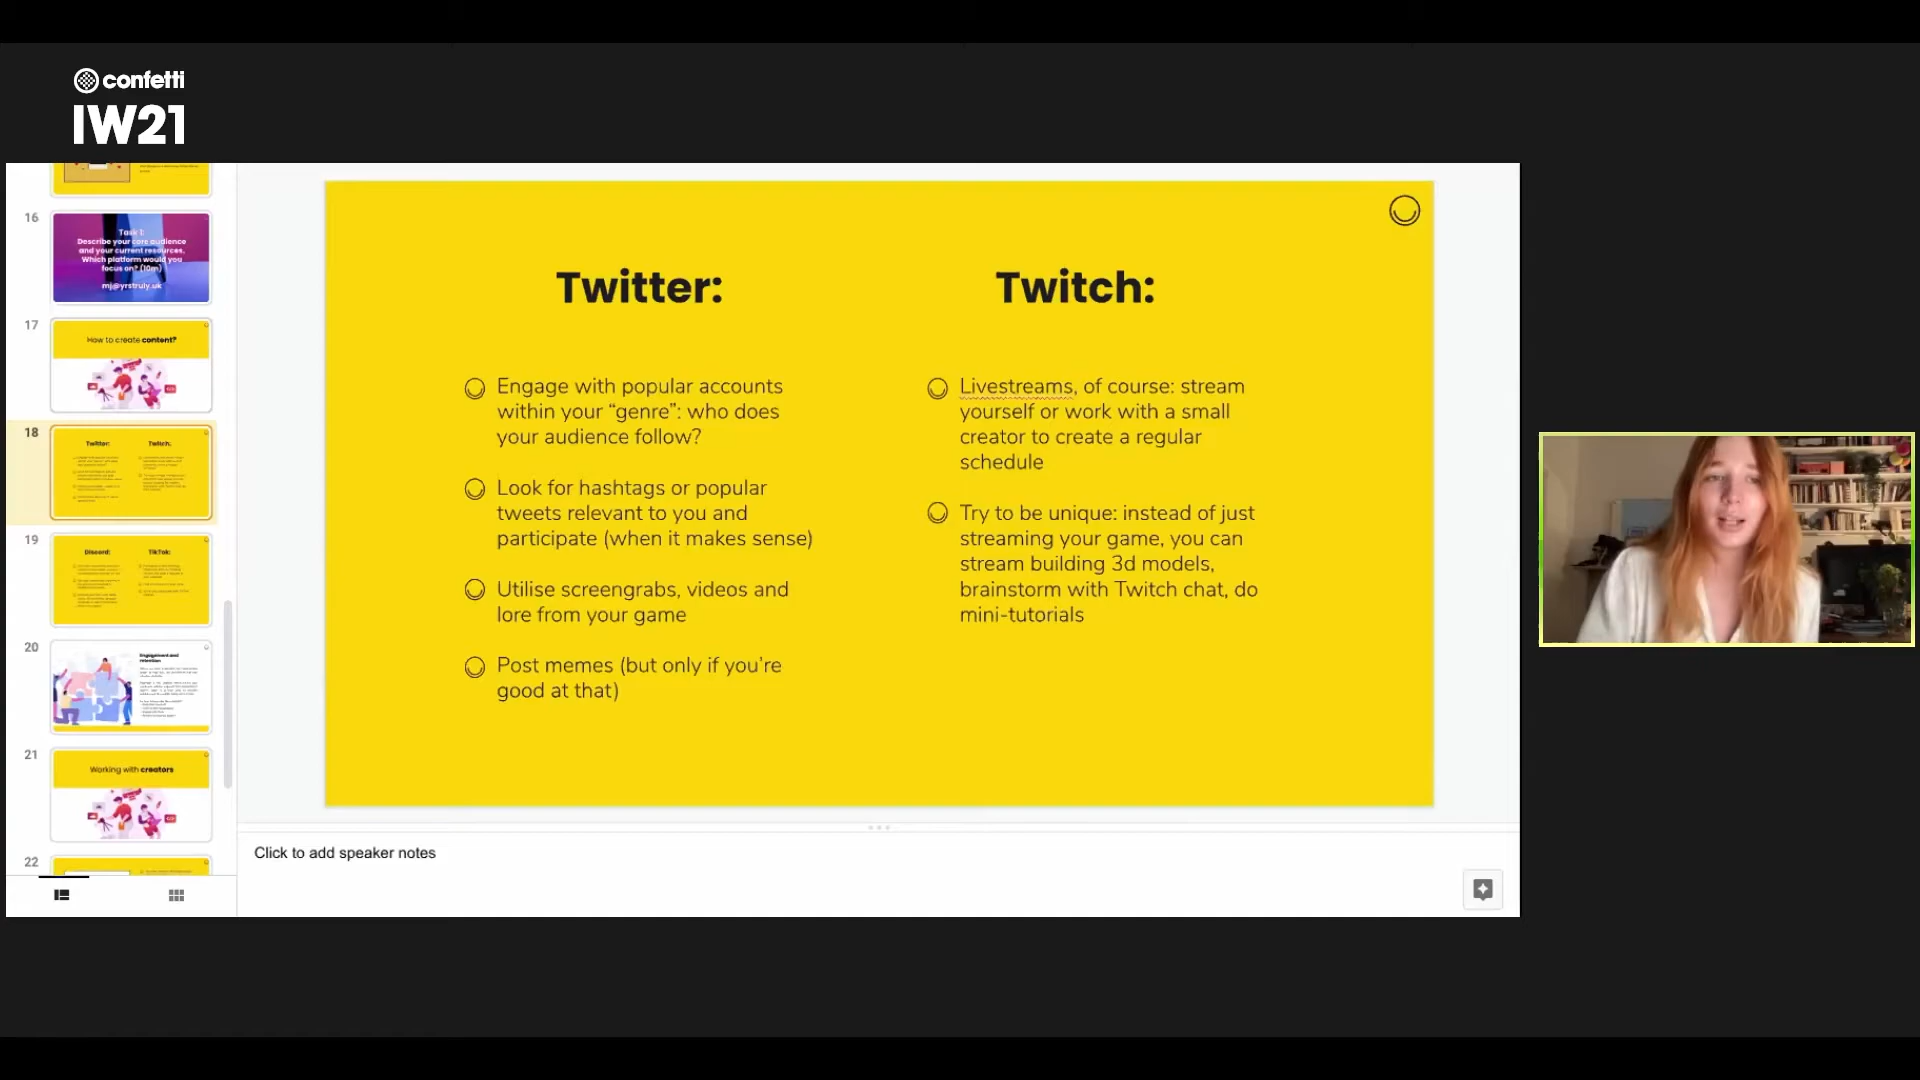 confetti
IW21
16
Task 1:
Describe your core audience
and your current resources.
Which platform would you
focus on? (10m)
mj@yrstruly.uk
17
How to create content?
18
Twitter:
Twitch:
19
Discord:
TikTok:
20
Engagement and
retention
21
Working with creators
22
Twitter:
Engage with popular accounts
within your “genre”: who does
your audience follow?
Look for hashtags or popular
tweets relevant to you and
participate (when it makes sense)
Utilise screengrabs, videos and
lore from your game
Post memes (but only if you’re
good at that)
Twitch:
Livestreams, of course: stream
yourself or work with a small
creator to create a regular
schedule
Try to be unique: instead of just
streaming your game, you can
stream building 3d models,
brainstorm with Twitch chat, do
mini-tutorials
Click to add speaker notes